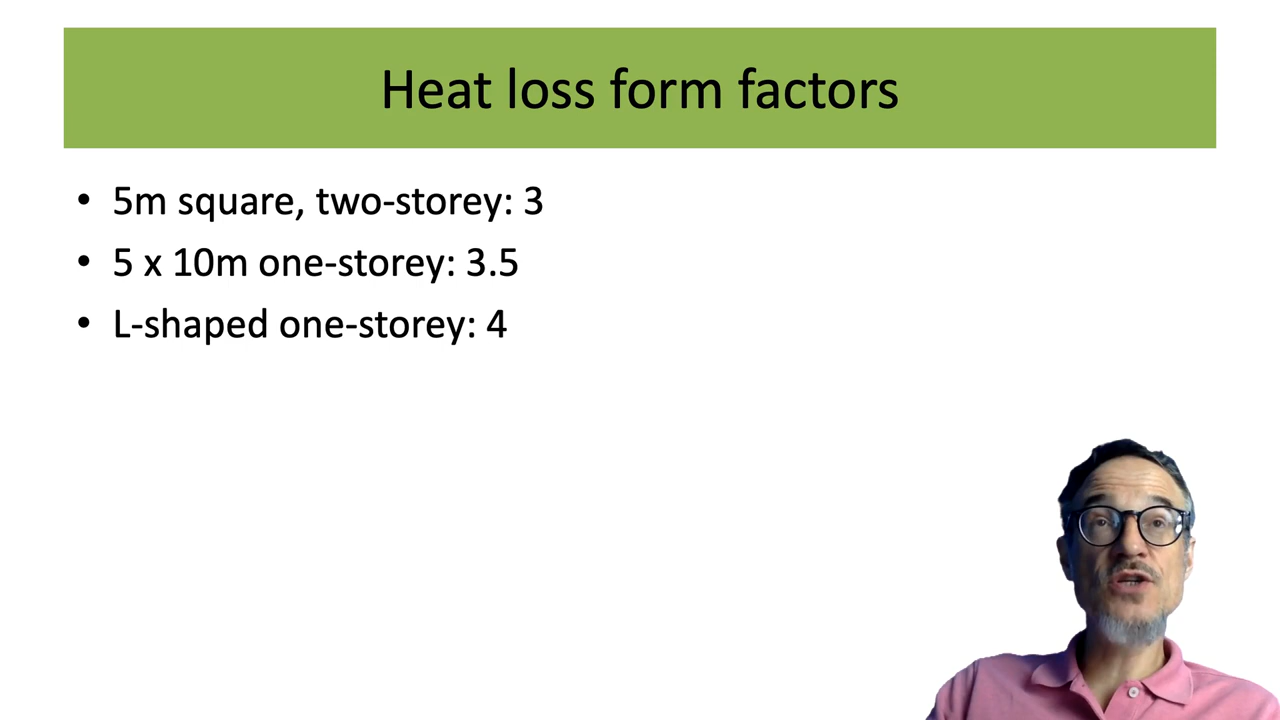 Heat loss form factors
• 5m square, two-storey: 3
• 5 x 10m one-storey: 3.5
• L-shaped one-storey: 4